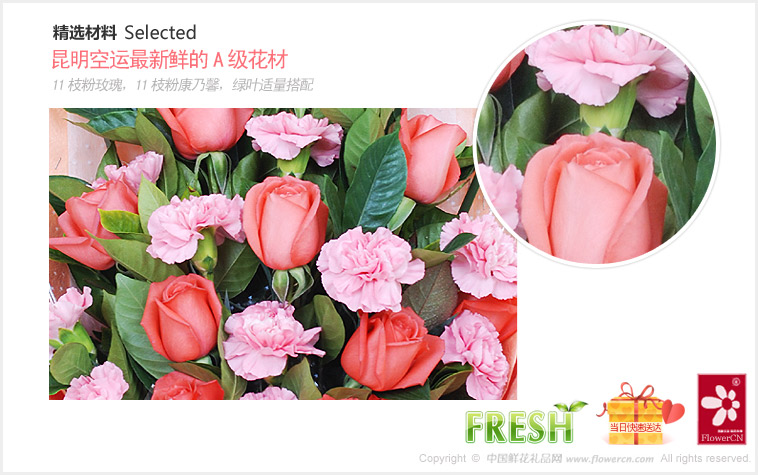 精选材料 Selected
昆明空运最新鲜的 A 级花材
11 枝粉玫瑰，11 枝粉康乃馨，绿叶适量搭配
FRESH
当日快速送达
FlowerCN
Copyright © 中国鲜花礼品网 www.flowercn.com All rights reserved.